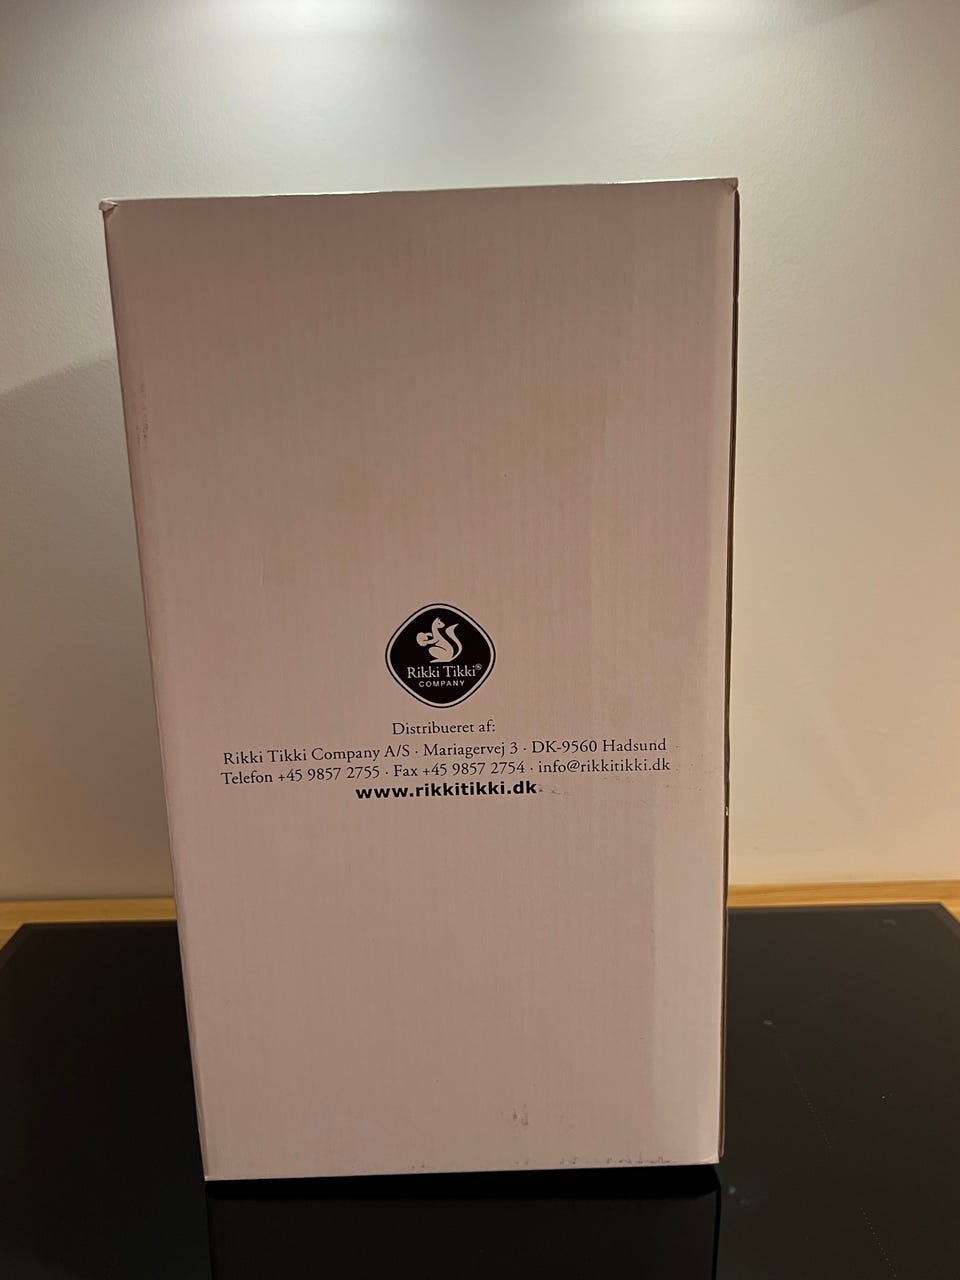 Rikki Tikki®
COMPANY
Distribueret af:
Rikki Tikki Company A/S · Mariagervej 3 · DK-9560 Hadsund
Telefon +45 9857 2755 · Fax +45 9857 2754 · info@rikkitikki.dk
www.rikkitikki.dk